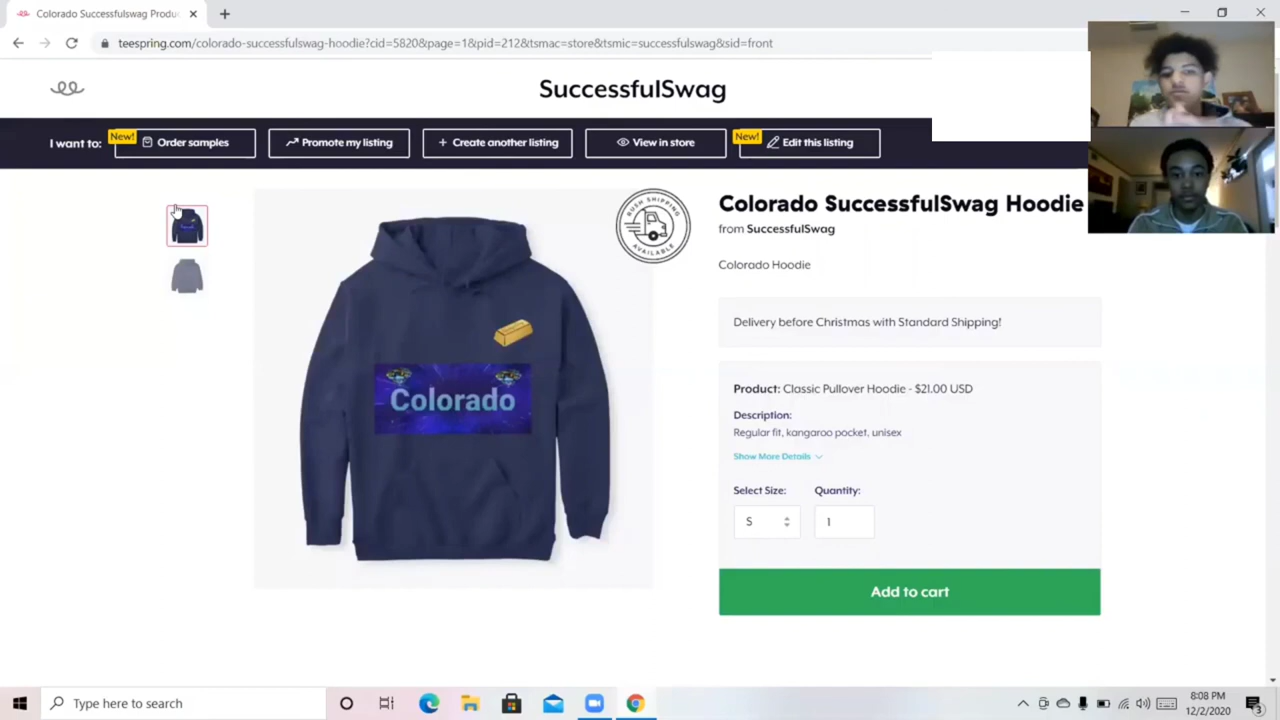 Colorado Successfulswag Produ
teespring.com/colorado-successfulswag-hoodie?cid=5820&page=1&pid=212&tsmac=store&tsmic=successfulswag&sid=front
SuccessfulSwag
I want to:
New!
Order samples
Promote my listing
+ Create another listing
View in store
New!
Edit this listing
RUSH SHIPPING
AVAILABLE
Colorado SuccessfulSwag Hoodie
from SuccessfulSwag
Colorado Hoodie
Delivery before Christmas with Standard Shipping!
Colorado
Product: Classic Pullover Hoodie - $21.00 USD
Description:
Regular fit, kangaroo pocket, unisex
Show More Details
Select Size: Quantity:
S 1
Add to cart
Type here to search
8:08 PM
12/2/2020
3